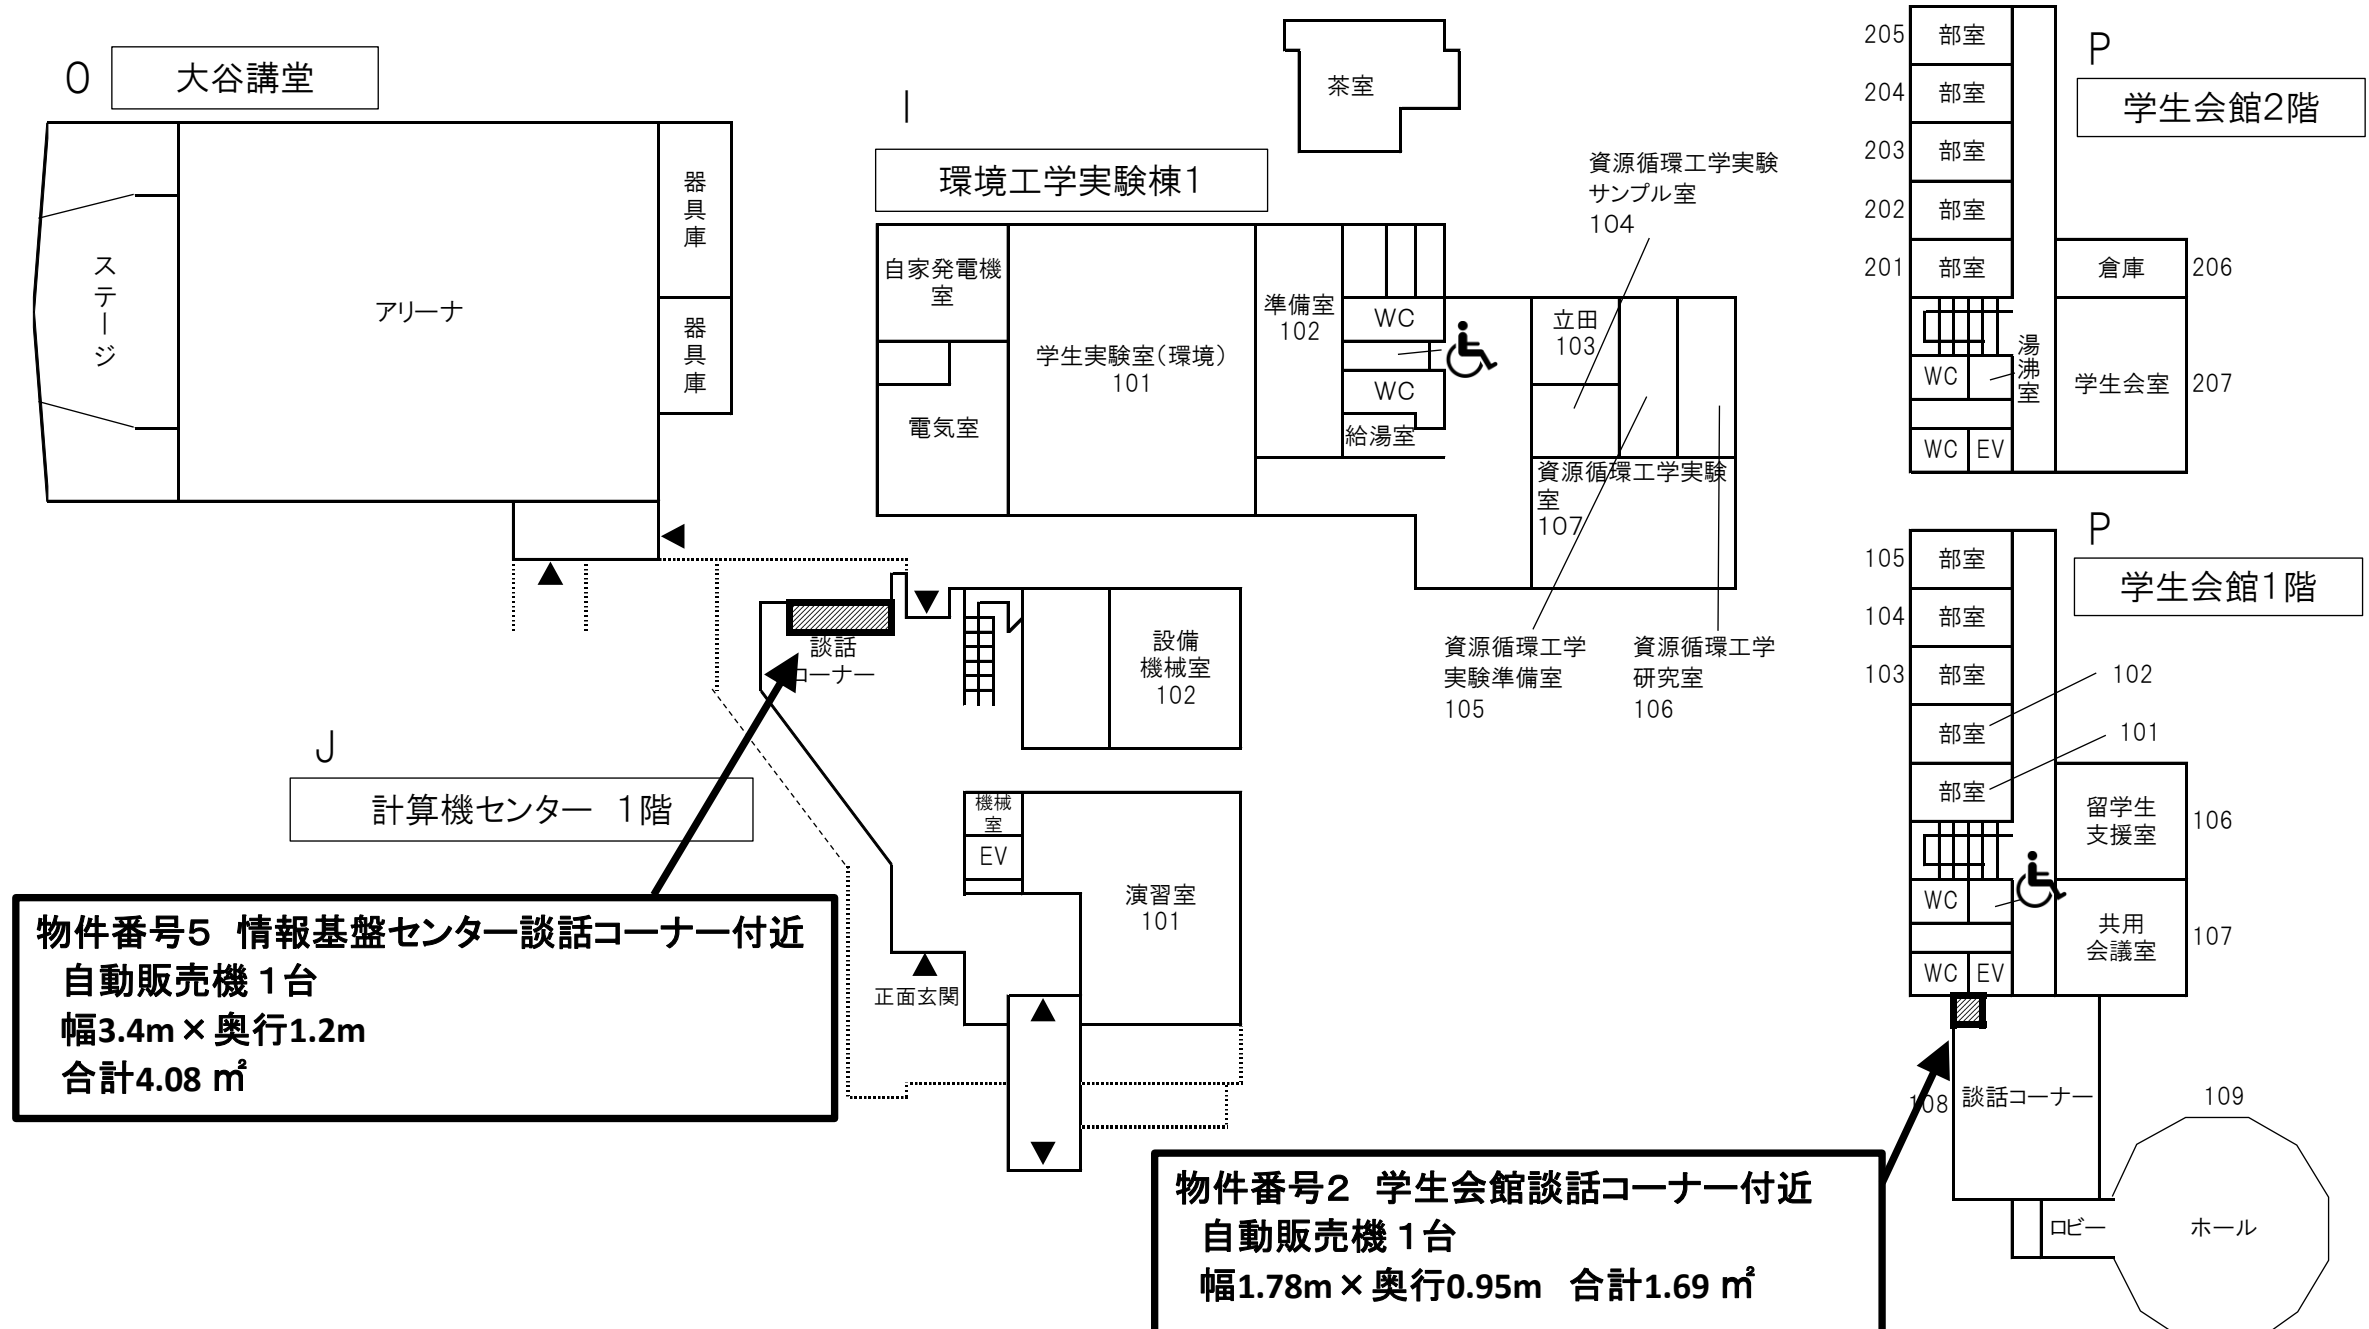 O
大谷講堂
ステージ
アリーナ
器具庫
器具庫
I
環境工学実験棟1
茶室
自家発電機
室
電気室
学生実験室（環境）
101
準備室
102
WC
WC
給湯室
立田
103
資源循環工学実験
サンプル室
104
資源循環工学実験
室
107
資源循環工学
実験準備室
105
資源循環工学
研究室
106
J
計算機センター 1階
談話
コーナー
設備
機械室
102
機械
室
EV
演習室
101
正面玄関
物件番号5 情報基盤センター談話コーナー付近
自動販売機１台
幅3.4m×奥行1.2m
合計4.08 ㎡
P
学生会館2階
205
部室
204
部室
203
部室
202
部室
201
部室
倉庫
206
WC
湯沸室
学生会室
207
WC
EV
P
学生会館1階
105
部室
104
部室
103
部室
102
部室
101
部室
留学生
支援室
106
WC
共用
会議室
107
WC
EV
108
談話コーナー
109
ロビー
ホール
物件番号２ 学生会館談話コーナー付近
自動販売機１台
幅1.78m×奥行0.95m 合計1.69 ㎡